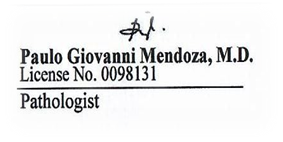 Paulo Giovanni Mendoza, M.D.
License No. 0098131
Pathologist